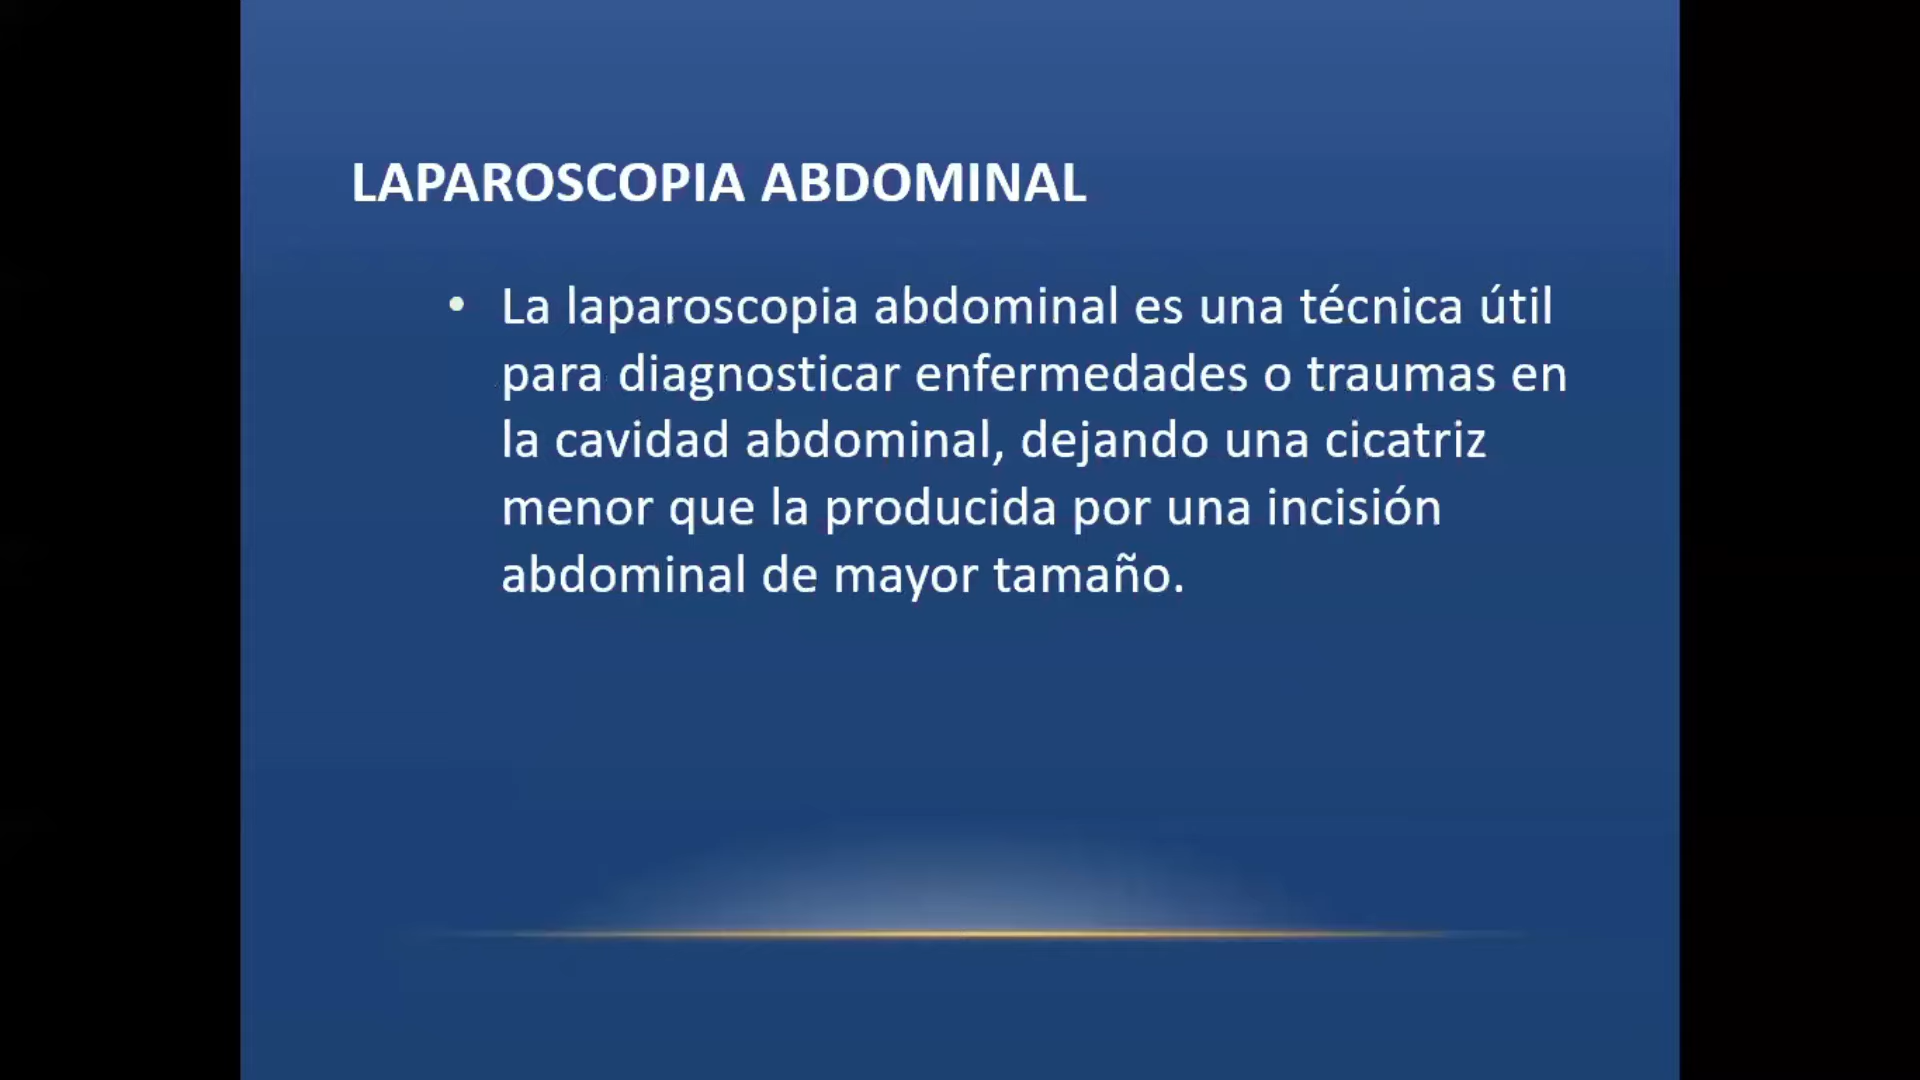 LAPAROSCOPIA ABDOMINAL
• La laparoscopia abdominal es una técnica útil
para diagnosticar enfermedades o traumas en
la cavidad abdominal, dejando una cicatriz
menor que la producida por una incisión
abdominal de mayor tamaño.